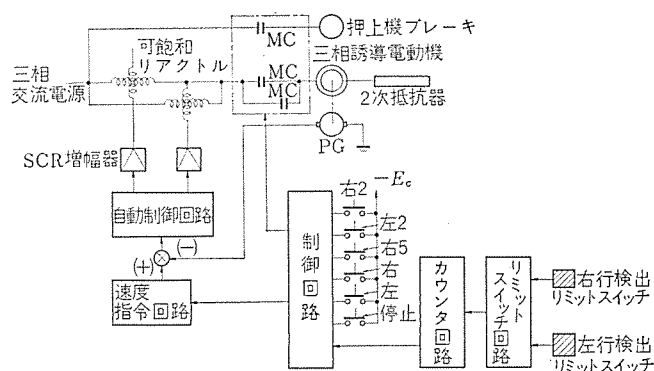 押上機ブレーキ
MC
可飽和
リアクトル
三相誘導電動機
三相
交流電源
MC
MC
2次抵抗器
PG
SCR増幅器
自動制御回路
(−)
(+)
速度
指令回路
−Ec
右2
左2
右5
右
左
停止
制御回路
カウンタ回路
リミットスイッチ回路
右行検出
リミットスイッチ
左行検出
リミットスイッチ